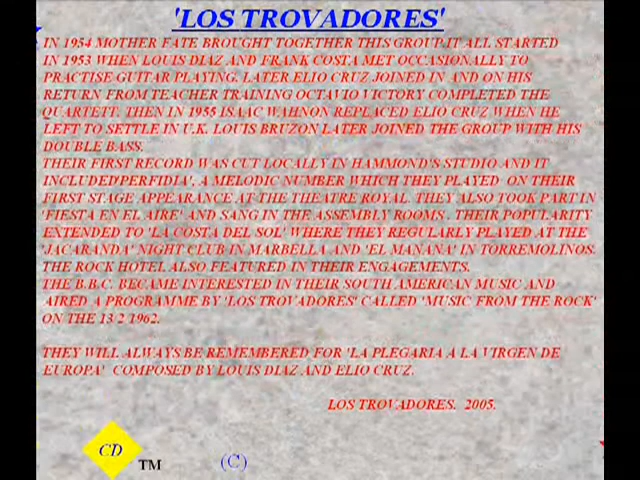 'LOS TROVADORES'
IN 1954 MOTHER FATE BROUGHT TOGETHER THIS GROUP.IT ALL STARTED
IN 1953 WHEN LOUIS DIAZ AND FRANK COSTA MET OCCASIONALLY TO
PRACTISE GUITAR PLAYING. LATER ELIO CRUZ JOINED IN AND ON HIS
RETURN FROM TEACHER TRAINING OCTAVIO VICTORY COMPLETED THE
QUARTETT. THEN IN 1955 ISAAC WAHNON REPLACED ELIO CRUZ WHEN HE
LEFT TO SETTLE IN U.K. LOUIS BRUZON LATER JOINED THE GROUP WITH HIS
DOUBLE BASS.
THEIR FIRST RECORD WAS CUT LOCALLY IN HAMMOND'S STUDIO AND IT
INCLUDED'PERFIDIA', A MELODIC NUMBER WHICH THEY PLAYED ON THEIR
FIRST STAGE APPEARANCE AT THE THEATRE ROYAL. THEY ALSO TOOK PART IN
'FIESTA EN EL AIRE' AND SANG IN THE ASSEMBLY ROOMS . THEIR POPULARITY
EXTENDED TO 'LA COSTA DEL SOL' WHERE THEY REGULARLY PLAYED AT THE
'JACARANDA' NIGHT CLUB IN MARBELLA AND 'EL MANANA' IN TORREMOLINOS.
THE ROCK HOTEL ALSO FEATURED IN THEIR ENGAGEMENTS.
THE B.B.C. BECAME INTERESTED IN THEIR SOUTH AMERICAN MUSIC AND
AIRED A PROGRAMME BY 'LOS TROVADORES' CALLED 'MUSIC FROM THE ROCK'
ON THE 13 2 1962.
THEY WILL ALWAYS BE REMEMBERED FOR 'LA PLEGARIA A LA VIRGEN DE
EUROPA' COMPOSED BY LOUIS DIAZ AND ELIO CRUZ.
LOS TROVADORES. 2005.
CD TM (C)